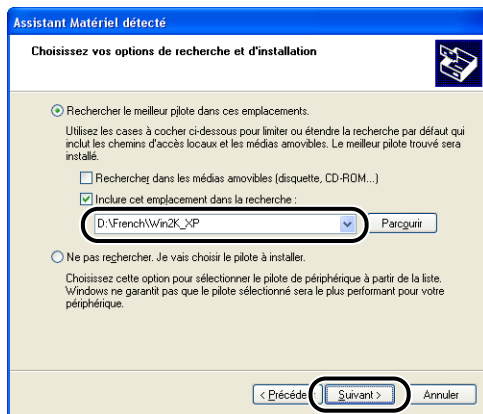 Assistant Matériel détecté
Choisissez vos options de recherche et d'installation
Rechercher le meilleur pilote dans ces emplacements.
Utilisez les cases à cocher ci-dessous pour limiter ou étendre la recherche par défaut qui
inclut les chemins d'accès locaux et les médias amovibles. Le meilleur pilote trouvé sera
installé.
Rechercher dans les médias amovibles (disquette, CD-ROM...)
Inclure cet emplacement dans la recherche :
D:\French\Win2K_XP
Parcourir
Ne pas rechercher. Je vais choisir le pilote à installer.
Choisissez cette option pour sélectionner le pilote de périphérique à partir de la liste.
Windows ne garantit pas que le pilote sélectionné sera le plus performant pour votre
périphérique.
< Précéde
Suivant >
Annuler